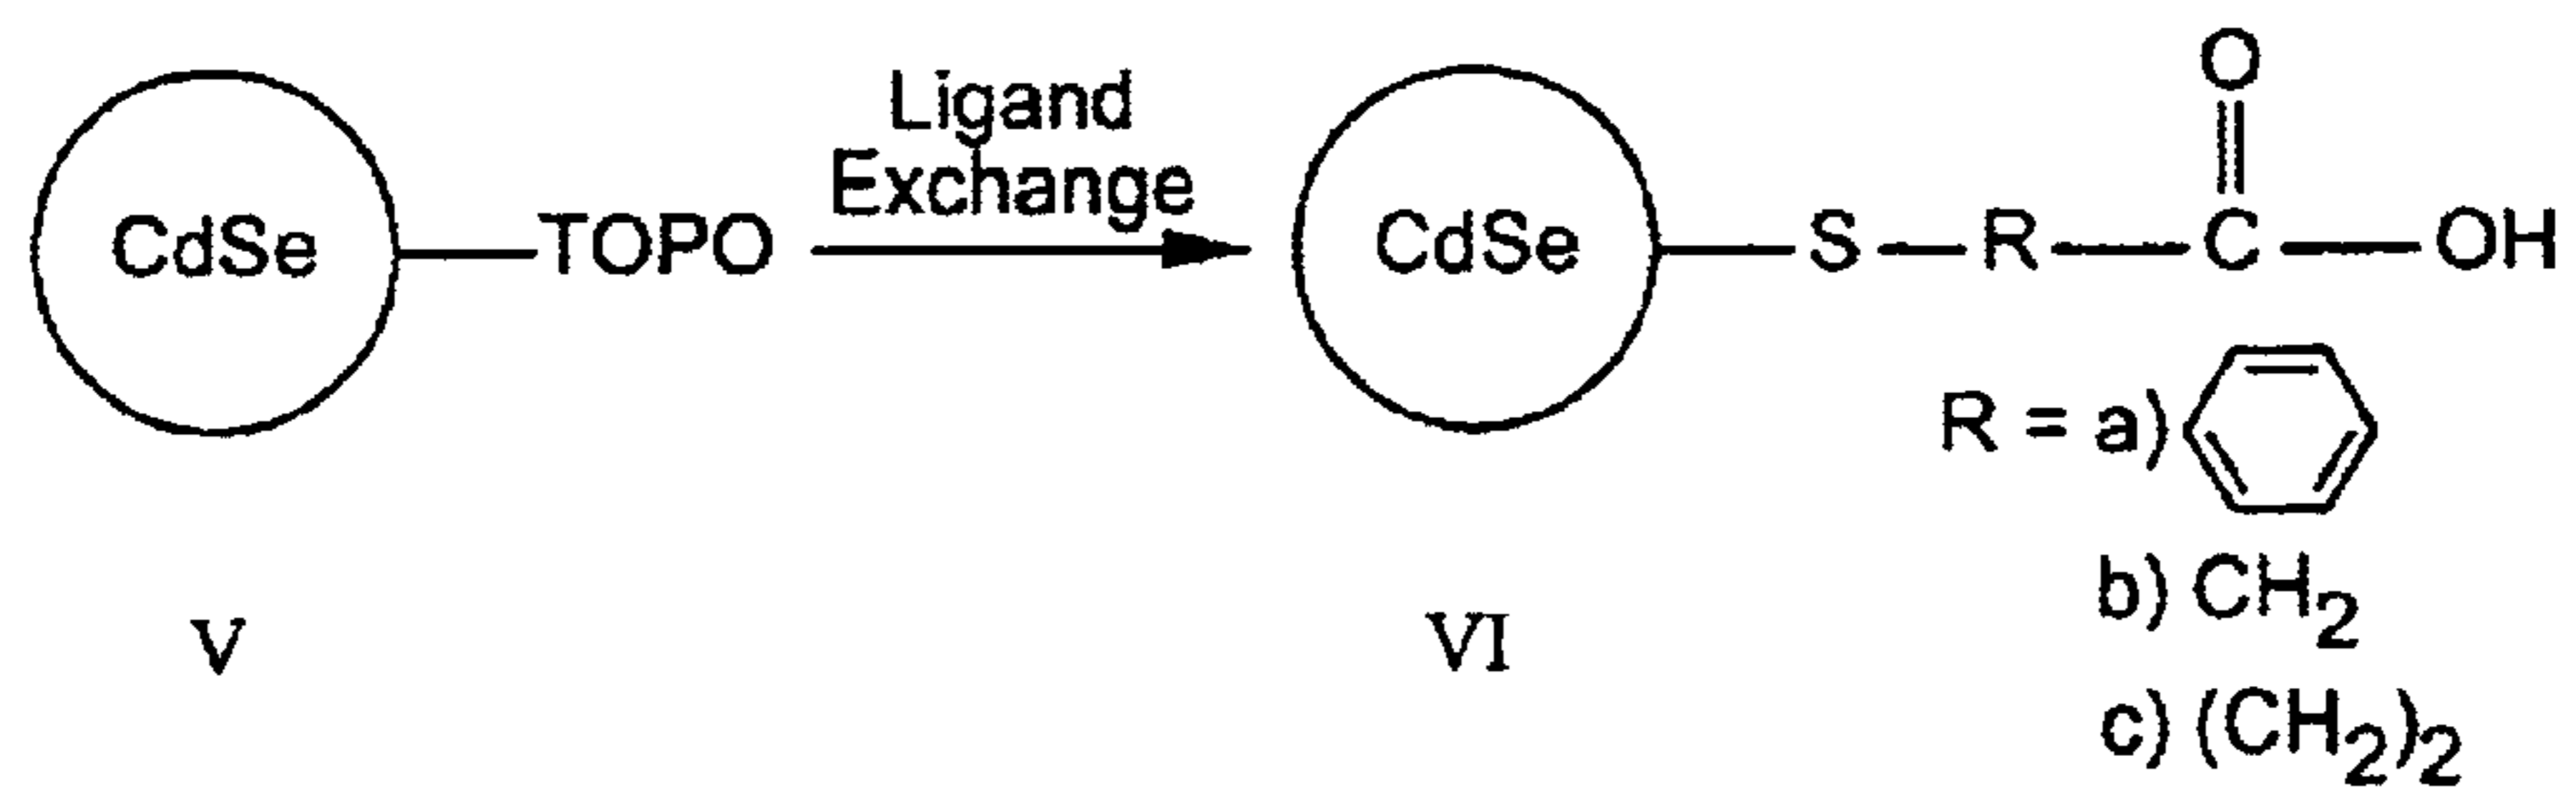 Ligand
Exchange
CdSe
TOPO
CdSe
S
R
C
OH
O
R = a)
b) CH2
c) (CH2)2
V
VI